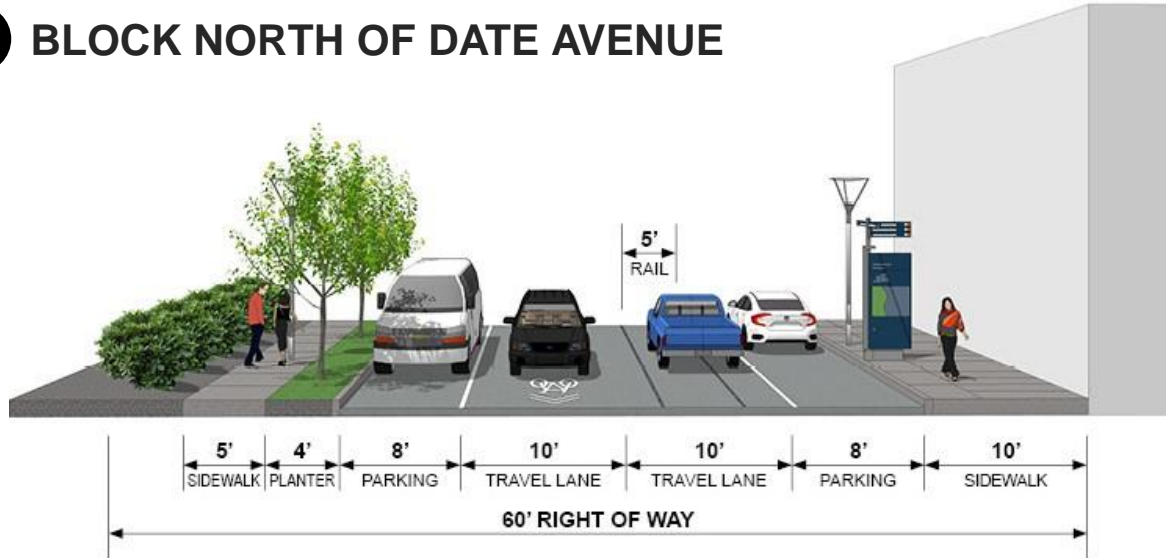 BLOCK NORTH OF DATE AVENUE
5’
RAIL
5’ 4’ 8’ 10’ 10’ 8’ 10’
SIDEWALK PLANTER PARKING TRAVEL LANE TRAVEL LANE PARKING SIDEWALK
60’ RIGHT OF WAY